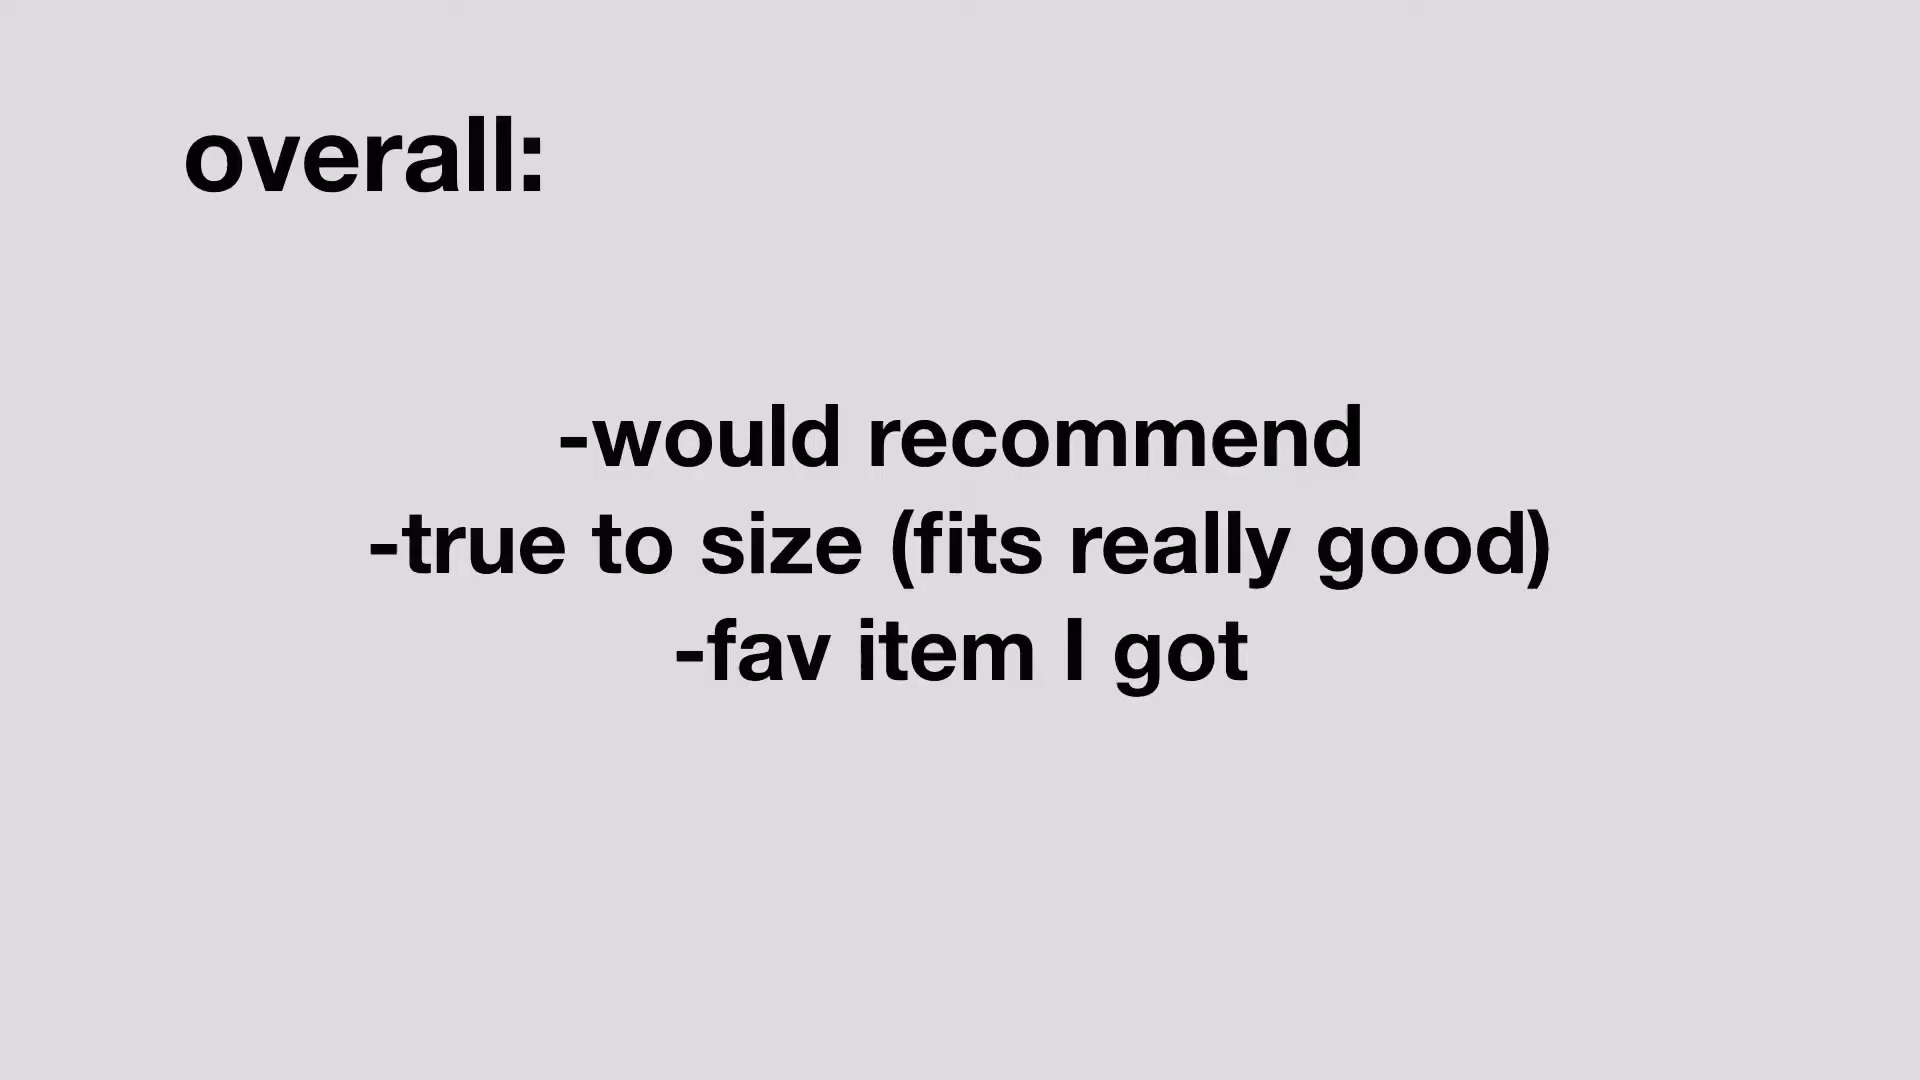 overall:
-would recommend
-true to size (fits really good)
-fav item I got